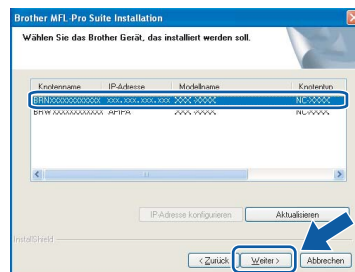 Brother MFL-Pro Suite Installation
Wählen Sie das Brother Gerät, das installiert werden soll.
Knotenname IP-Adresse Modellname Knotentyp
BRNXXXXXXXXXXXX xxx.xxx.xxx.xxx XXX-XXXX NC-XXXX
BRWXXXXXXXXXXXX APIPA XXX-XXXX NC-XXXX
IP-Adresse konfigurieren Aktualisieren
InstallShield
< Zurück Weiter > Abbrechen